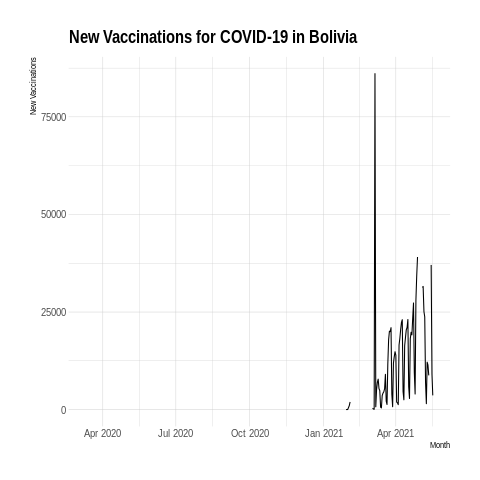 New Vaccinations for COVID-19 in Bolivia
New Vaccinations
75000
50000
25000
0
Apr 2020 Jul 2020 Oct 2020 Jan 2021 Apr 2021
Month